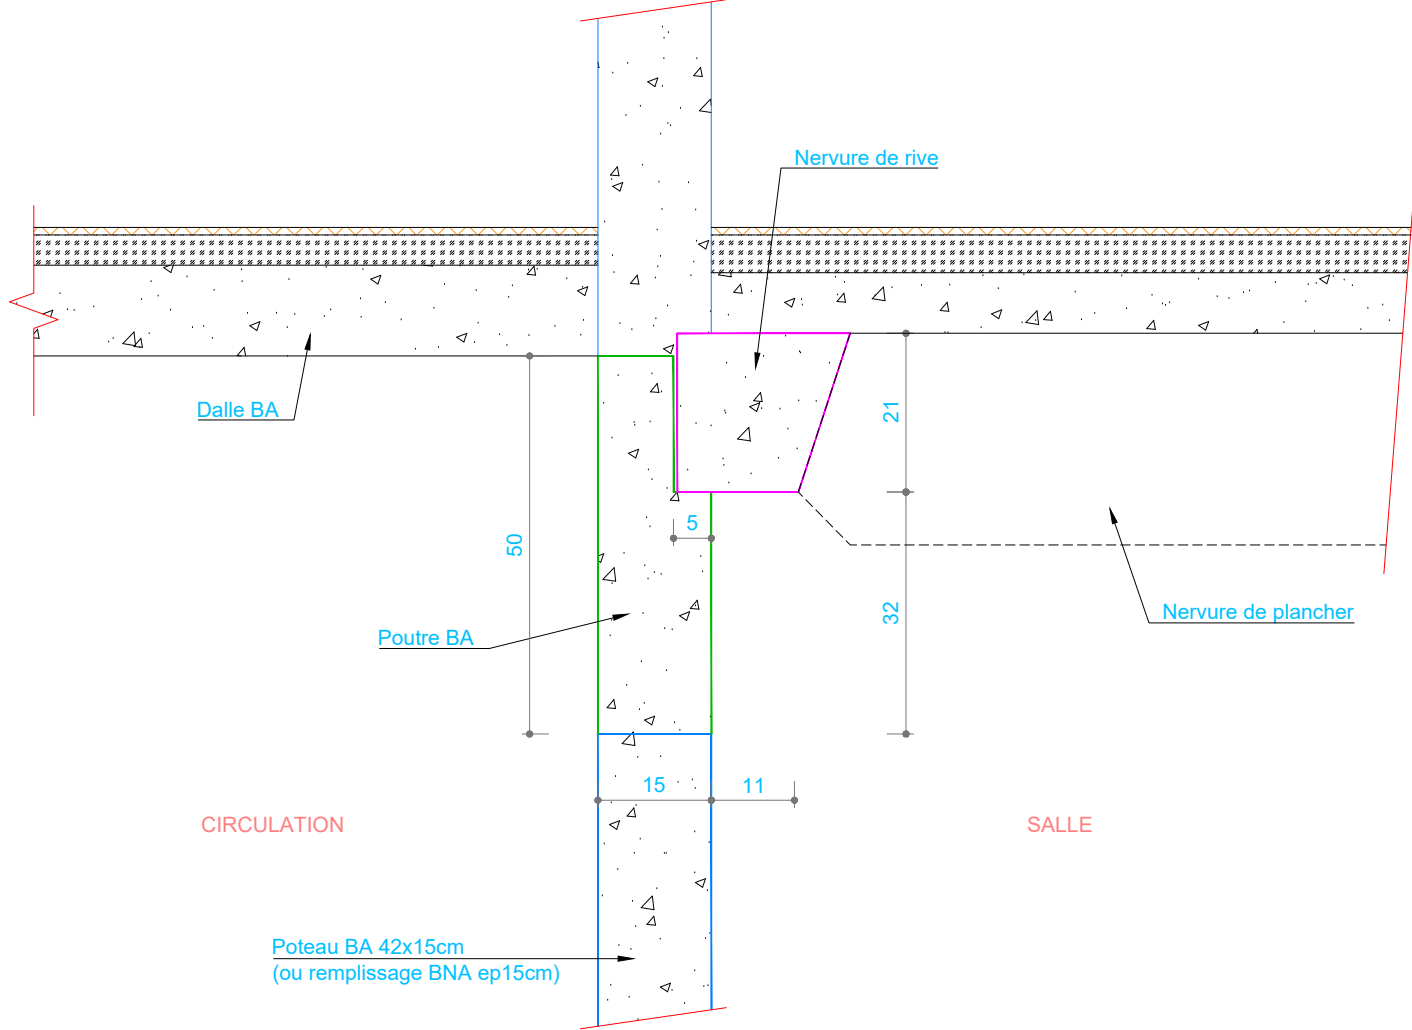 Nervure de rive
Dalle BA
21
5
50
32
Nervure de plancher
Poutre BA
15
11
CIRCULATION
SALLE
Poteau BA 42x15cm
(ou remplissage BNA ep15cm)